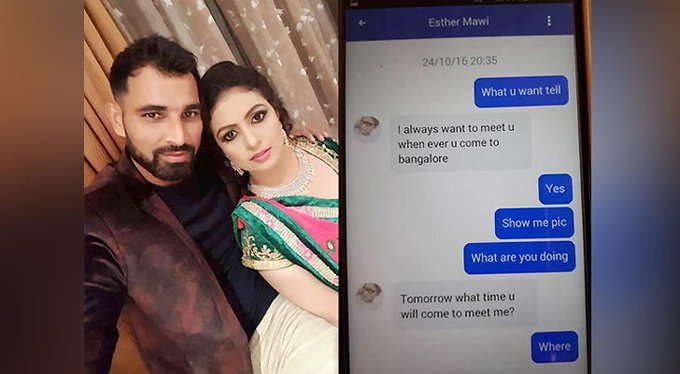 Esther Mawi
24/10/16 20:35
What u want tell
I always want to meet u
when ever u come to
bangalore
Yes
Show me pic
What are you doing
Tomorrow what time u
will come to meet me?
Where